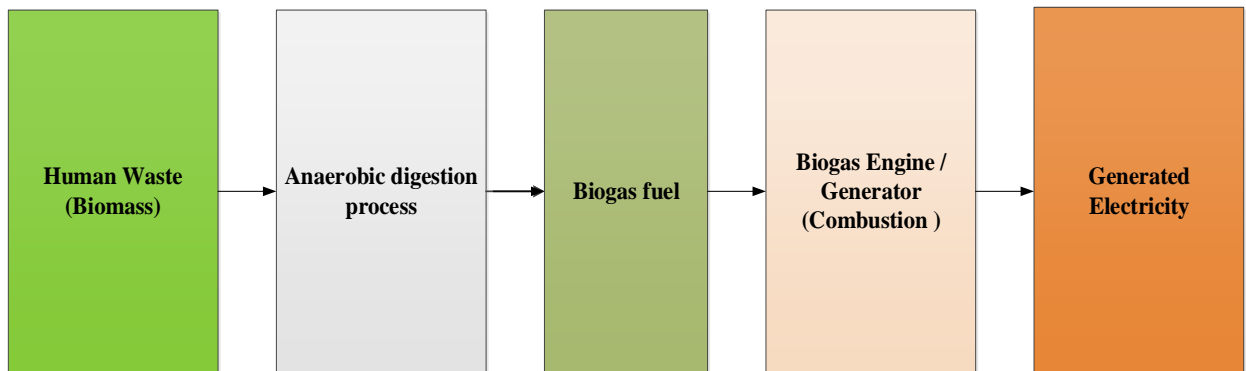 Human Waste
(Biomass)
Anaerobic digestion
process
Biogas fuel
Biogas Engine /
Generator
(Combustion )
Generated
Electricity